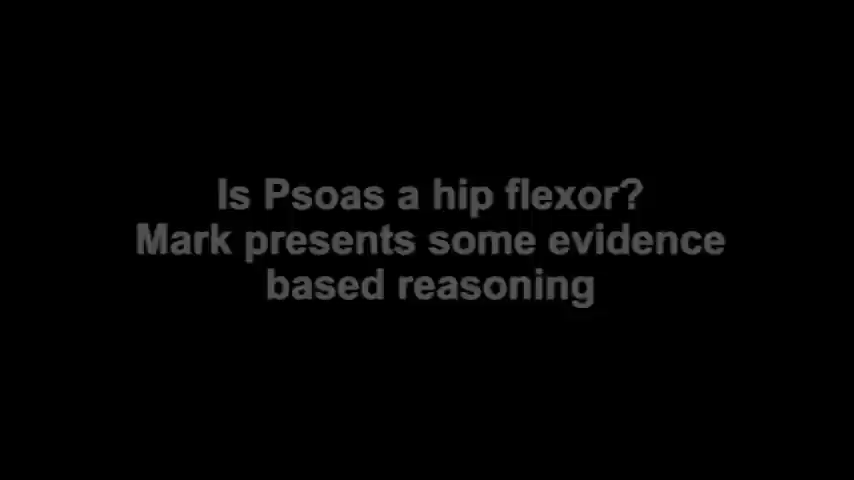 Is Psoas a hip flexor?
Mark presents some evidence
based reasoning